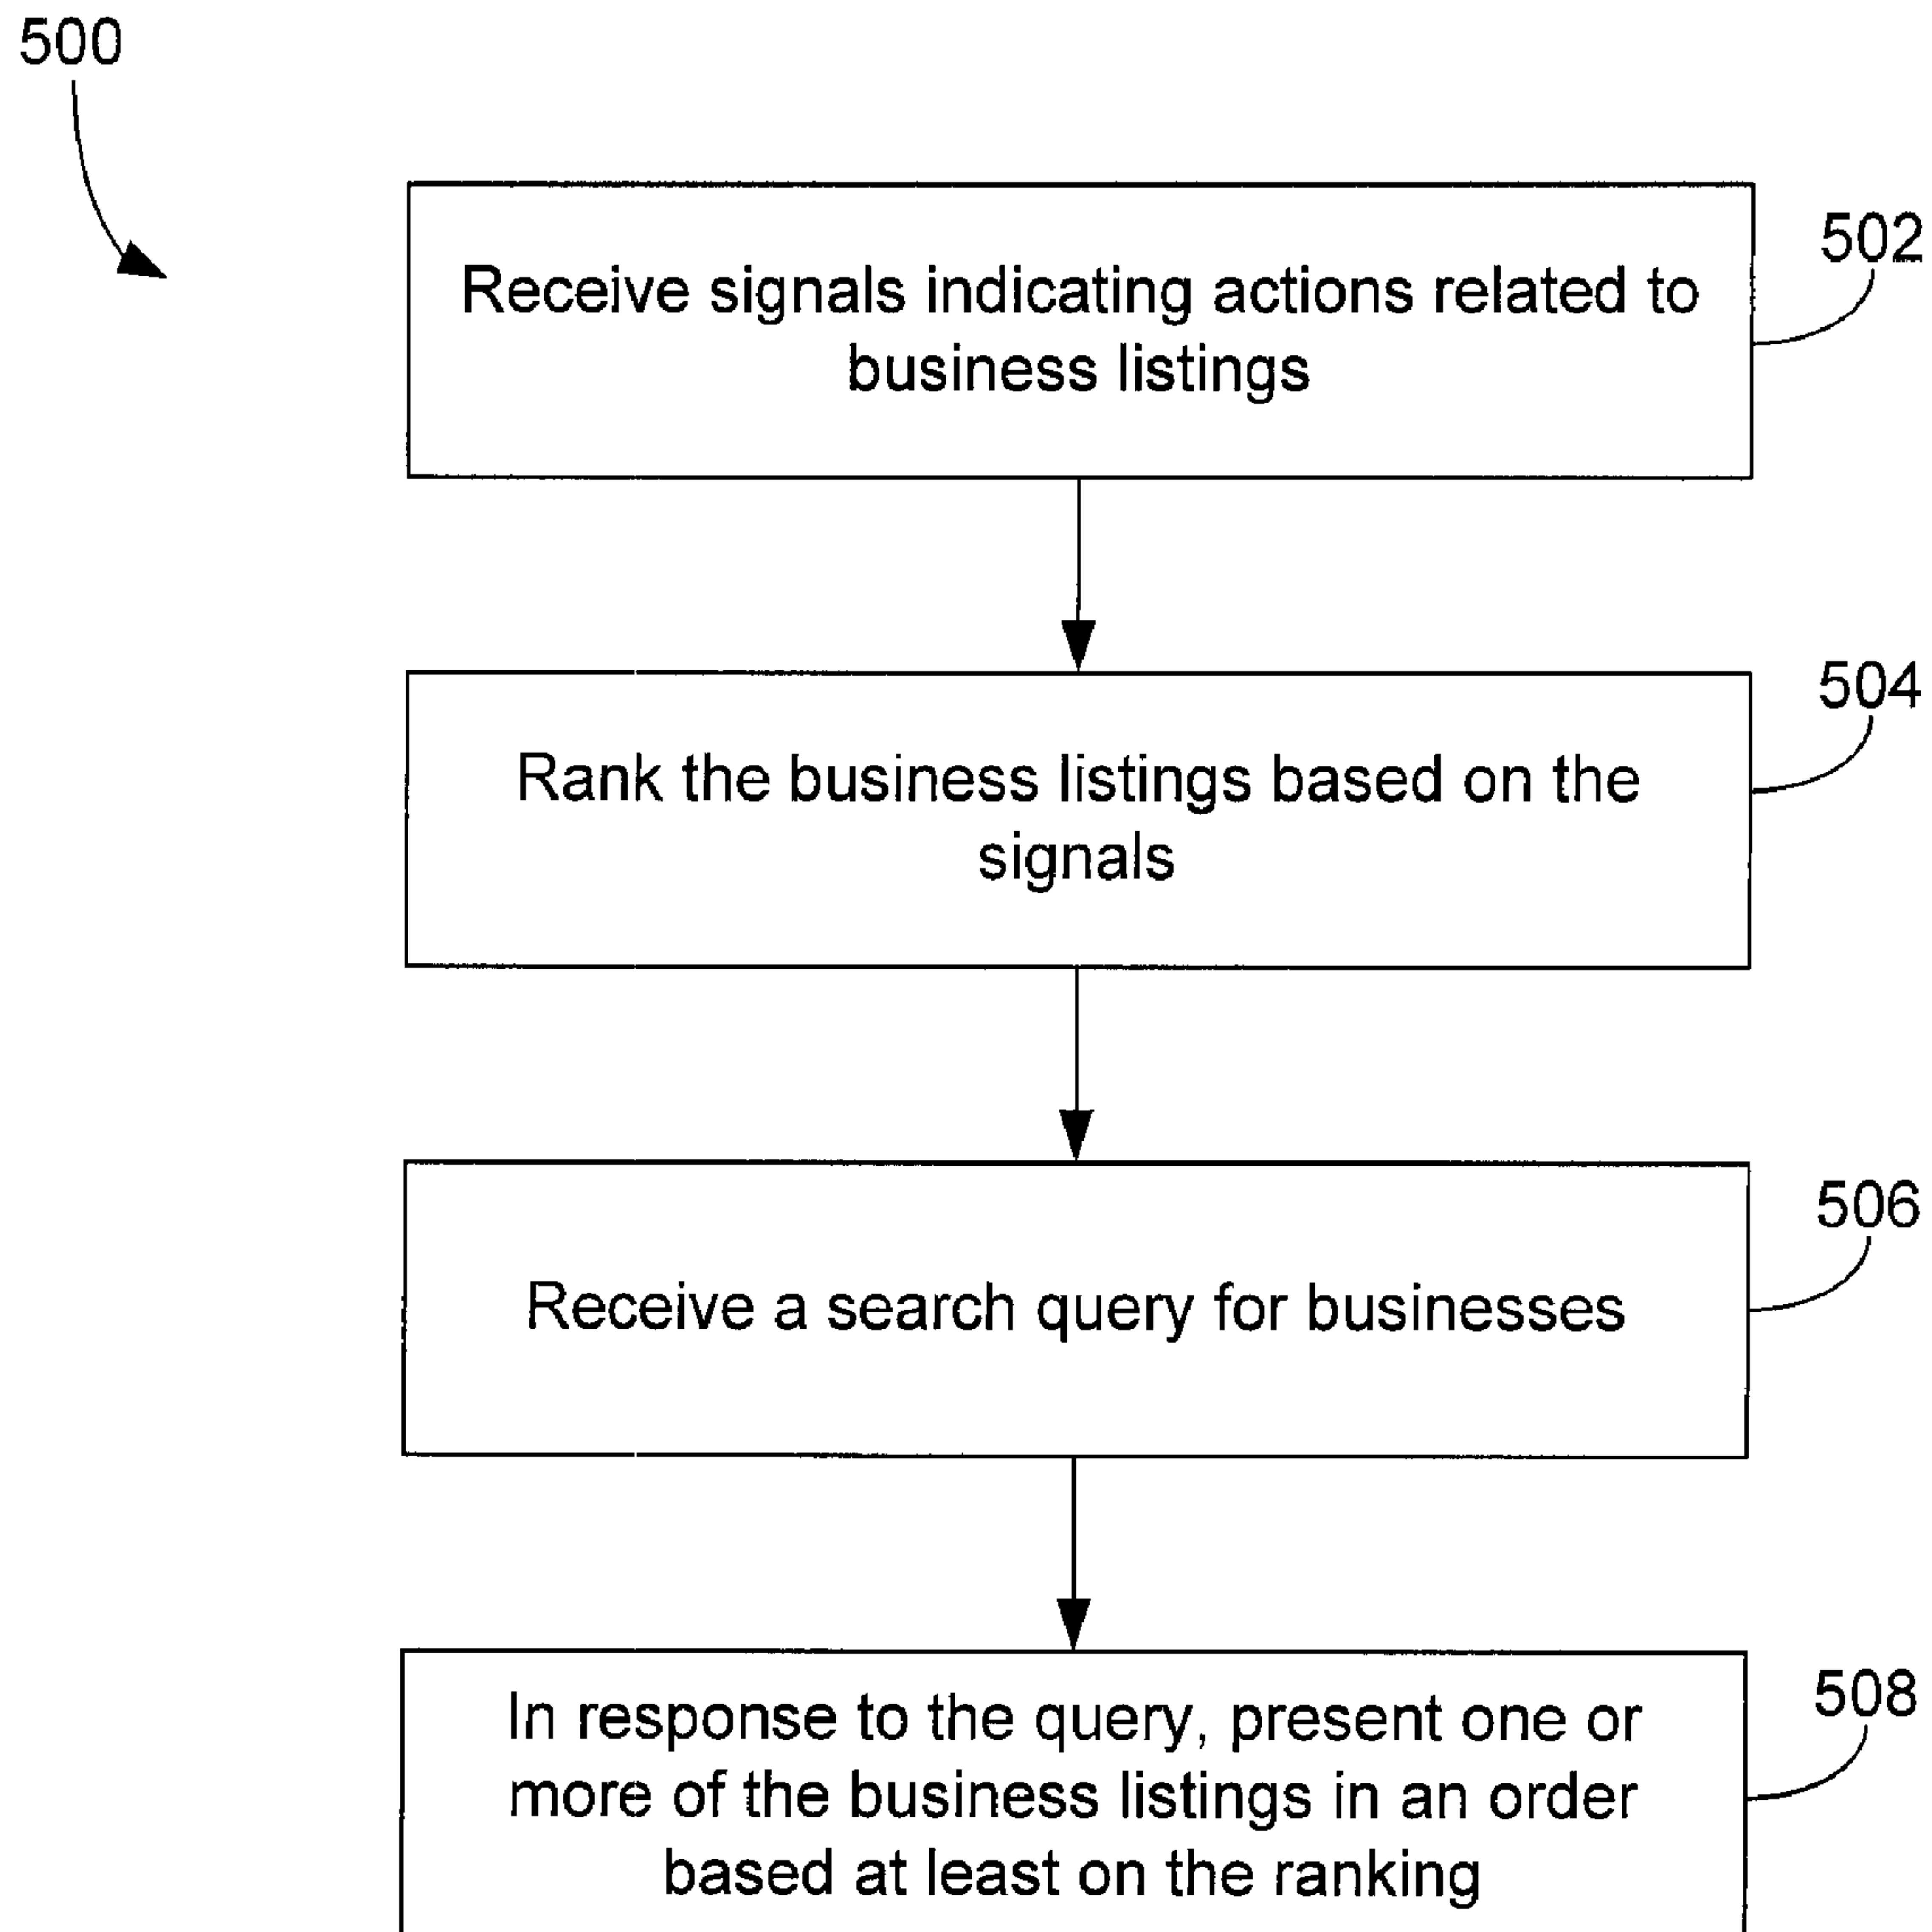 500
502
Receive signals indicating actions related to
business listings
504
Rank the business listings based on the
signals
506
Receive a search query for businesses
508
In response to the query, present one or
more of the business listings in an order
based at least on the ranking